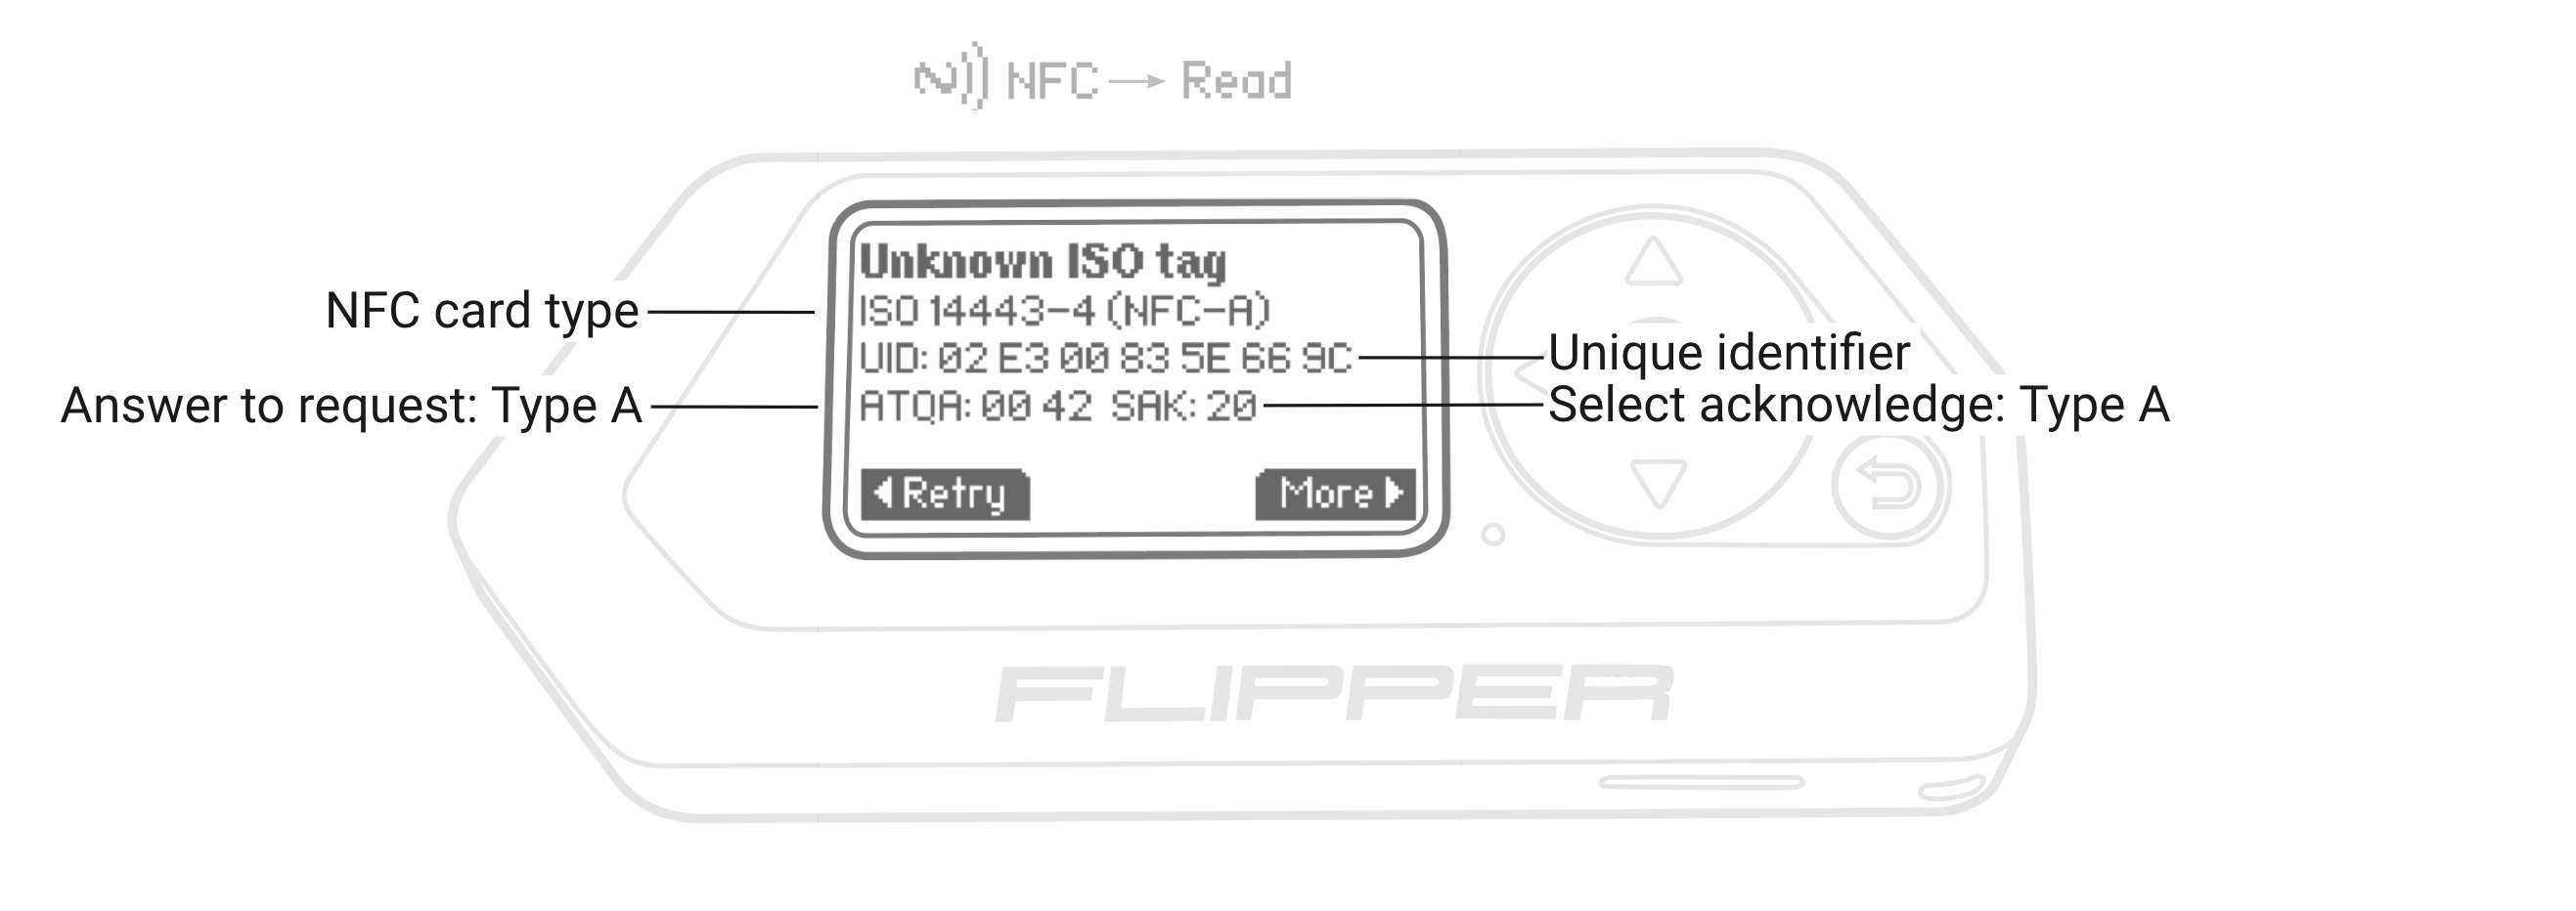 NFC → Read
Unknown ISO tag
NFC card type
ISO 14443-4 (NFC-A)
UID: 02 E3 00 83 5E 66 9C
Unique identifier
Answer to request: Type A
ATQA: 00 42 SAK: 20
Select acknowledge: Type A
Retry
More
FLIPPER